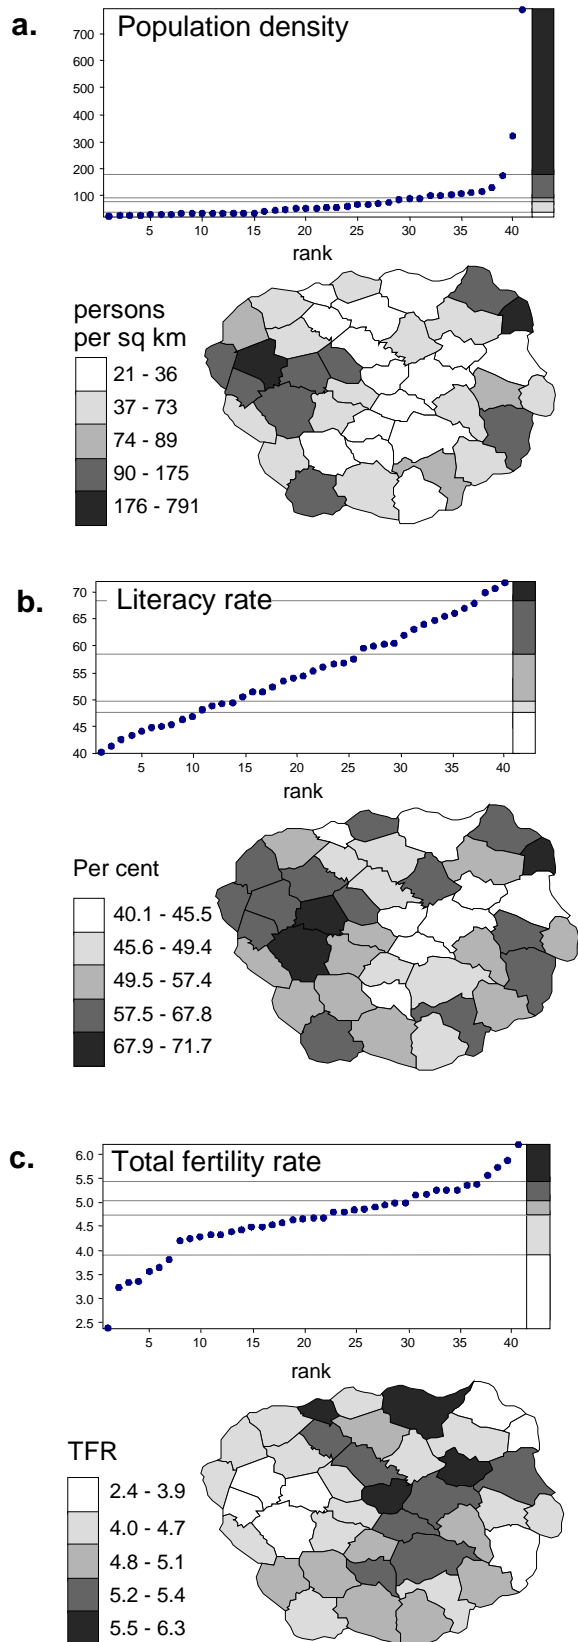 a.
Population density
700
600
500
400
300
200
100
5 10 15 20 25 30 35 40
rank
persons
per sq km
21 - 36
37 - 73
74 - 89
90 - 175
176 - 791
b.
Literacy rate
70
65
60
55
50
45
40
5 10 15 20 25 30 35 40
rank
Per cent
40.1 - 45.5
45.6 - 49.4
49.5 - 57.4
57.5 - 67.8
67.9 - 71.7
c.
Total fertility rate
6.0
5.5
5.0
4.5
4.0
3.5
3.0
2.5
5 10 15 20 25 30 35 40
rank
TFR
2.4 - 3.9
4.0 - 4.7
4.8 - 5.1
5.2 - 5.4
5.5 - 6.3